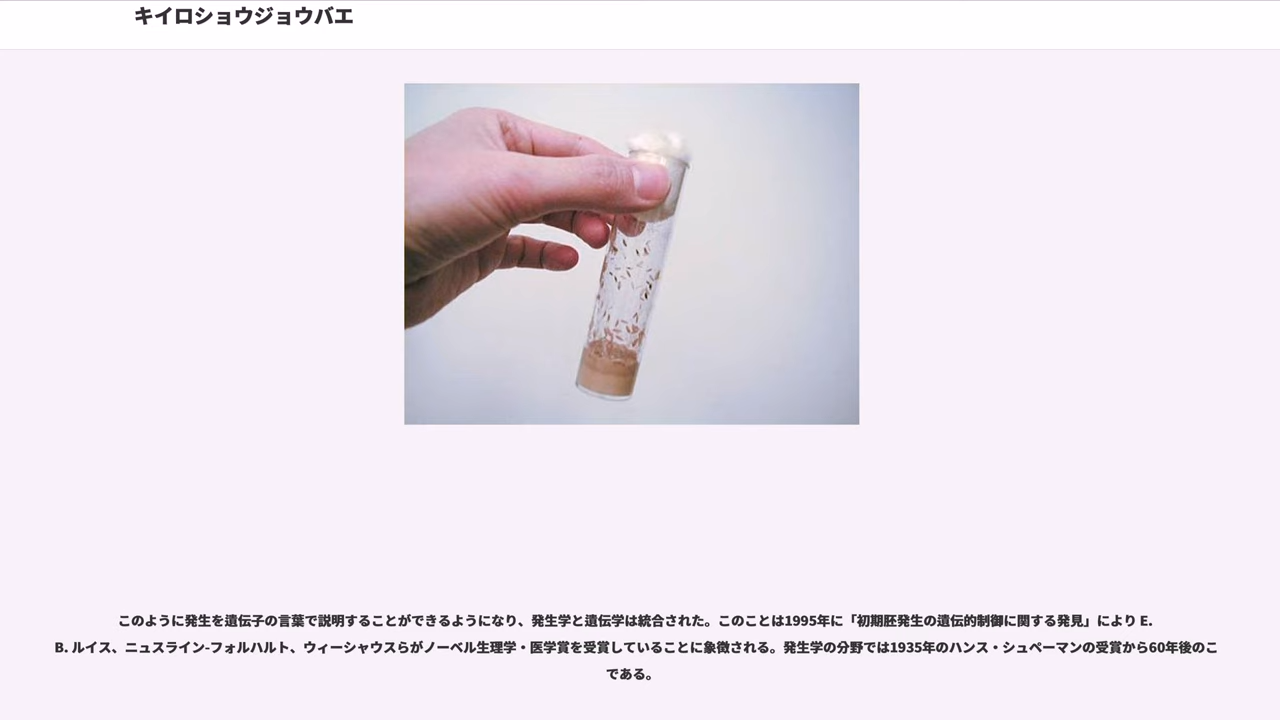 キイロショウジョウバエ
このように発生を遺伝子の言葉で説明することができるようになり、発生学と遺伝学は統合された。このことは1995年に「初期胚発生の遺伝的制御に関する発見」により E.
B. ルイス、ニュスライン-フォルハルト、ウィーシャウスらがノーベル生理学・医学賞を受賞していることに象徴される。発生学の分野では1935年のハンス・シュペーマンの受賞から60年後のこ
である。